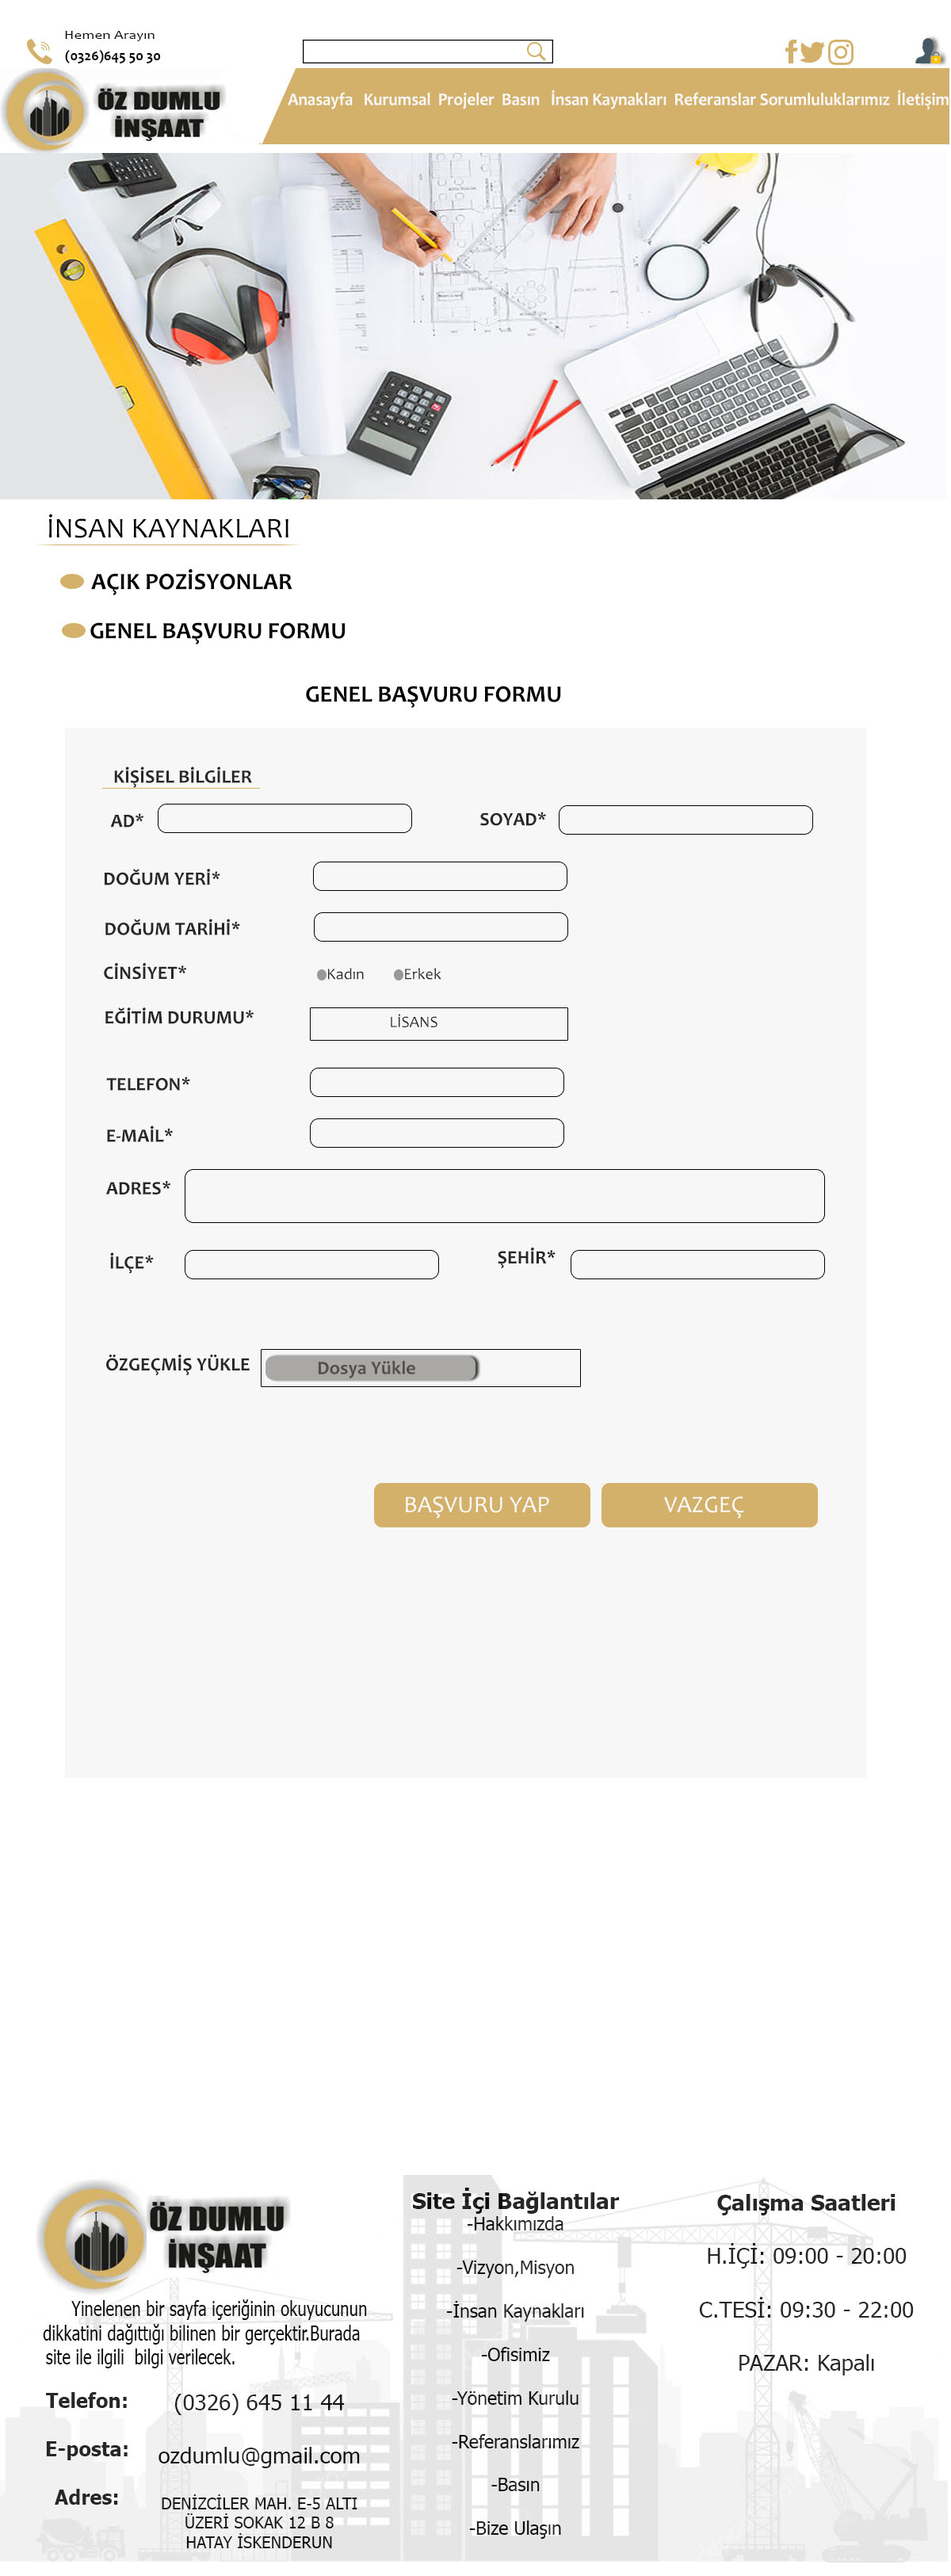 Hemen Arayın
(0326)645 50 30
ÖZ DUMLU
İNŞAAT
Anasayfa Kurumsal Projeler Basın İnsan Kaynakları Referanslar Sorumluluklarımız İletişim
İNSAN KAYNAKLARI
AÇIK POZİSYONLAR
GENEL BAŞVURU FORMU
GENEL BAŞVURU FORMU
KİŞİSEL BİLGİLER
AD* SOYAD*
DOĞUM YERİ*
DOĞUM TARİHİ*
CİNSİYET* Kadın Erkek
EĞİTİM DURUMU* LİSANS
TELEFON*
E-MAİL*
ADRES*
İLÇE* ŞEHİR*
ÖZGEÇMİŞ YÜKLE Dosya Yükle
BAŞVURU YAP VAZGEÇ
ÖZ DUMLU
İNŞAAT
Yinelenen bir sayfa içeriğinin okuyucunun
dikkatini dağıttığı bilinen bir gerçektir.Burada
site ile ilgili bilgi verilecek.
Telefon: (0326) 645 11 44
E-posta: ozdumlu@gmail.com
Adres: DENİZCİLER MAH. E-5 ALTI
ÜZERİ SOKAK 12 B 8
HATAY İSKENDERUN
Site İçi Bağlantılar
-Hakkımızda
-Vizyon,Misyon
-İnsan Kaynakları
-Ofisimiz
-Yönetim Kurulu
-Referanslarımız
-Basın
-Bize Ulaşın
Çalışma Saatleri
H.İÇİ: 09:00 - 20:00
C.TESİ: 09:30 - 22:00
PAZAR: Kapalı